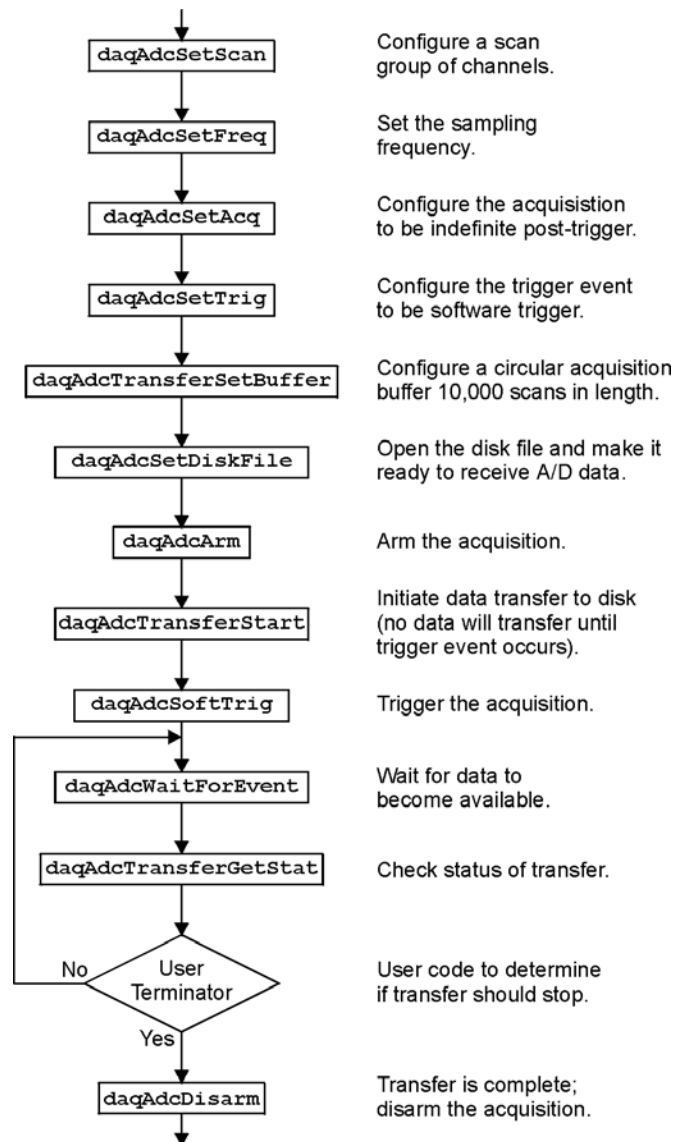 daqAdcSetScan
Configure a scan
group of channels.
daqAdcSetFreq
Set the sampling
frequency.
daqAdcSetAcq
Configure the acquisistion
to be indefinite post-trigger.
daqAdcSetTrig
Configure the trigger event
to be software trigger.
daqAdcTransferSetBuffer
Configure a circular acquisition
buffer 10,000 scans in length.
daqAdcSetDiskFile
Open the disk file and make it
ready to receive A/D data.
daqAdcArm
Arm the acquisition.
daqAdcTransferStart
Initiate data transfer to disk
(no data will transfer until
trigger event occurs).
daqAdcSoftTrig
Trigger the acquisition.
daqAdcWaitForEvent
Wait for data to
become available.
daqAdcTransferGetStat
Check status of transfer.
No
User
Terminator
User code to determine
if transfer should stop.
Yes
daqAdcDisarm
Transfer is complete;
disarm the acquisition.